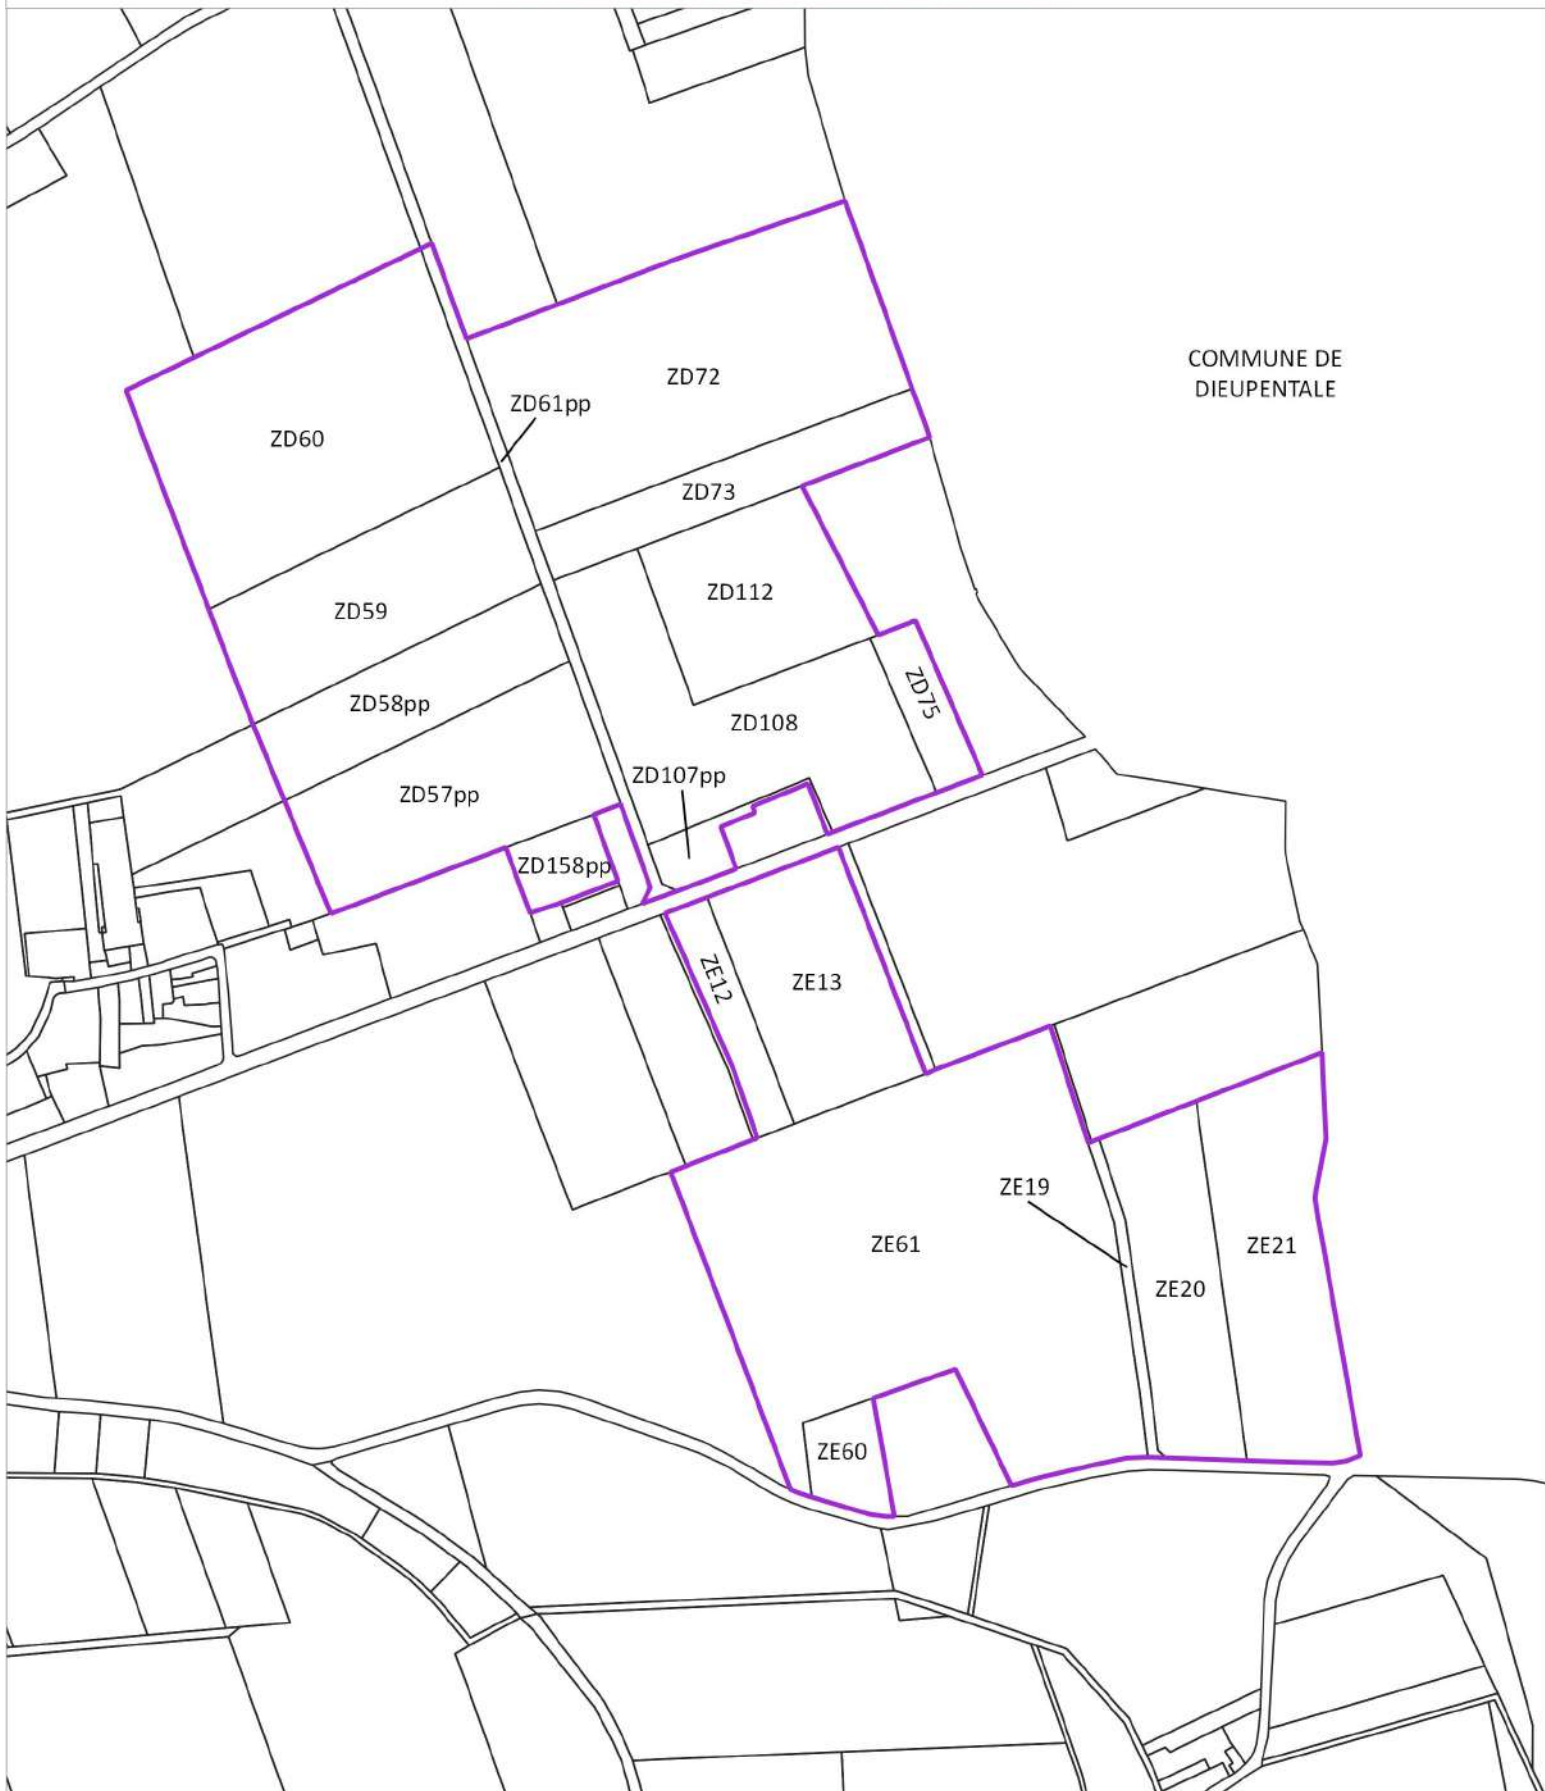 COMMUNE DE
DIEUPENTALE
ZD72
ZD61pp
ZD60
ZD73
ZD112
ZD59
ZD75
ZD58pp
ZD108
ZD107pp
ZD57pp
ZD158pp
ZE12
ZE13
ZE19
ZE61
ZE21
ZE20
ZE60